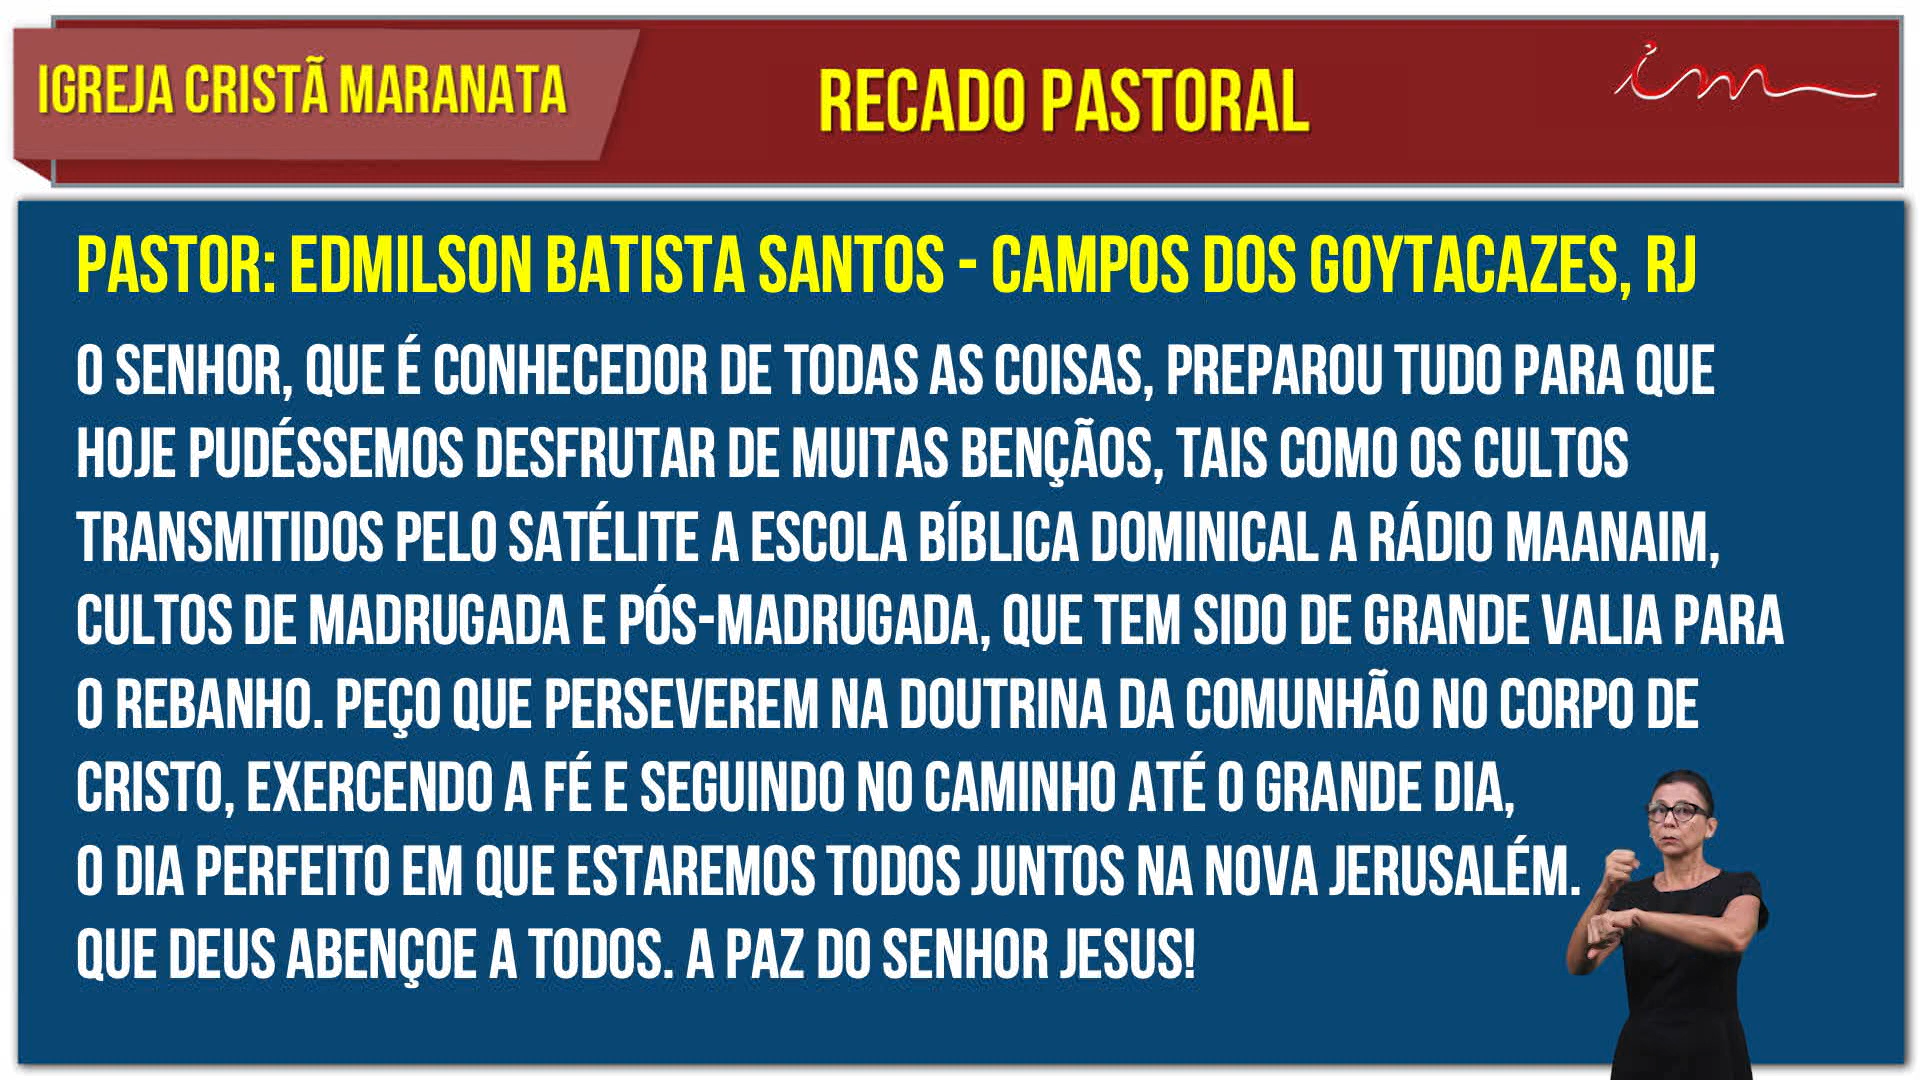 IGREJA CRISTÃ MARANATA
RECADO PASTORAL
im
PASTOR: EDMILSON BATISTA SANTOS - CAMPOS DOS GOYTACAZES, RJ
O SENHOR, QUE É CONHECEDOR DE TODAS AS COISAS, PREPAROU TUDO PARA QUE
HOJE PUDÉSSEMOS DESFRUTAR DE MUITAS BENÇÃOS, TAIS COMO OS CULTOS
TRANSMITIDOS PELO SATÉLITE A ESCOLA BÍBLICA DOMINICAL A RÁDIO MAANAIM,
CULTOS DE MADRUGADA E PÓS-MADRUGADA, QUE TEM SIDO DE GRANDE VALIA PARA
O REBANHO. PEÇO QUE PERSEVEREM NA DOUTRINA DA COMUNHÃO NO CORPO DE
CRISTO, EXERCENDO A FÉ E SEGUINDO NO CAMINHO ATÉ O GRANDE DIA,
O DIA PERFEITO EM QUE ESTAREMOS TODOS JUNTOS NA NOVA JERUSALÉM.
QUE DEUS ABENÇOE A TODOS. A PAZ DO SENHOR JESUS!